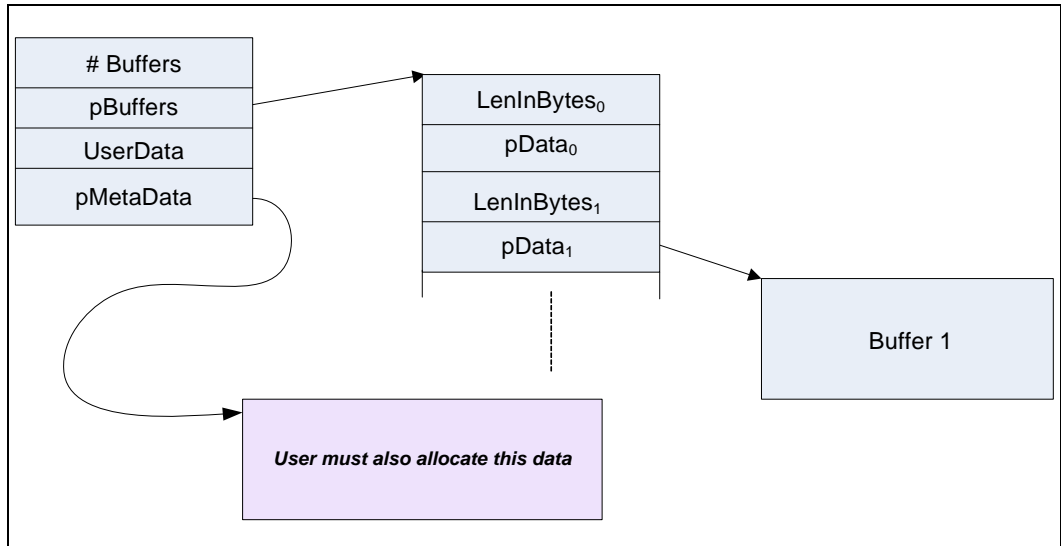 # Buffers
pBuffers
UserData
pMetaData
LenInBytes₀
pData₀
LenInBytes₁
pData₁
Buffer 1
User must also allocate this data